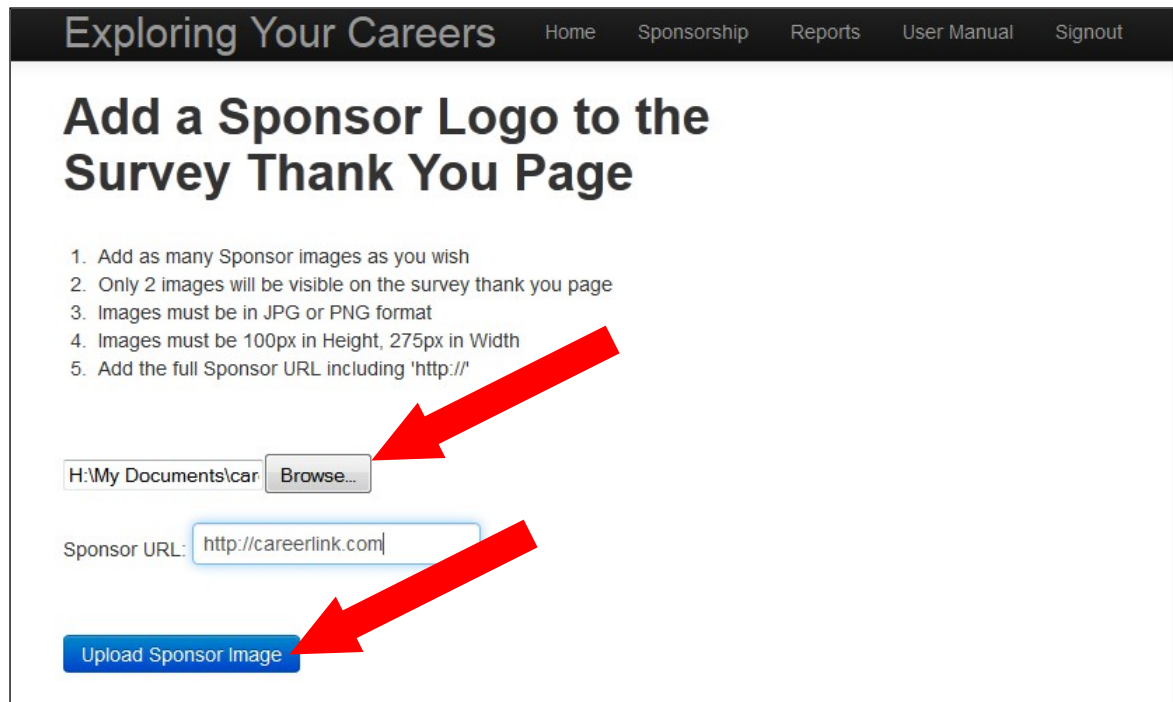 Exploring Your Careers Home Sponsorship Reports User Manual Signout
Add a Sponsor Logo to the
Survey Thank You Page
1. Add as many Sponsor images as you wish
2. Only 2 images will be visible on the survey thank you page
3. Images must be in JPG or PNG format
4. Images must be 100px in Height, 275px in Width
5. Add the full Sponsor URL including 'http://'
H:\My Documents\car Browse...
Sponsor URL: http://careerlink.com
Upload Sponsor Image